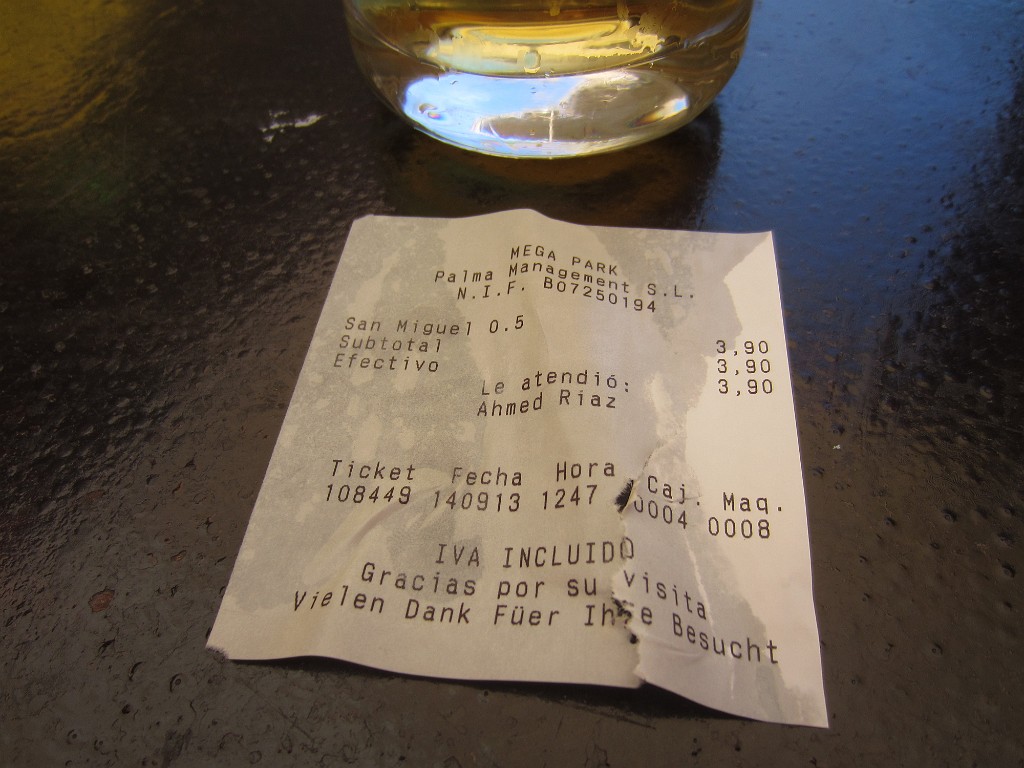 MEGA PARK
Palma Management S.L.
N.I.F. B07250194
San Miguel 0.5 3,90
Subtotal 3,90
Efectivo 3,90
Le atendió:
Ahmed Riaz
Ticket Fecha Hora Caj. Maq.
108449 140913 1247 0004 0008
IVA INCLUIDO
Gracias por su visita
Vielen Dank Füer Ihre Besucht